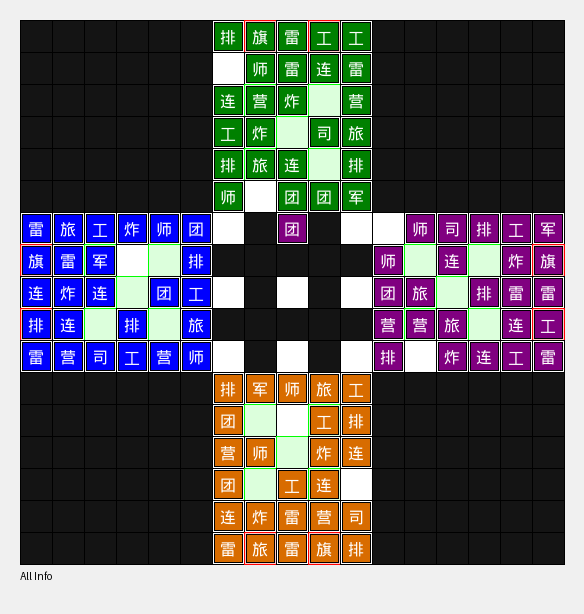 排 旗 雷 工 工
师 雷 连 雷
连 营 炸 营
工 炸 司 旅
排 旅 连 排
师 团 团 军
雷 旅 工 炸 师 团 团 师 司 排 工 军
旗 雷 军 排 师 连 炸 旗
连 炸 连 团 工 团 旅 排 雷 雷
排 连 排 旅 营 营 旅 连 工
雷 营 司 工 营 师 排 炸 连 工 雷
排 军 师 旅 工
团 工 排
营 师 炸 连
团 工 连
连 炸 雷 营 司
雷 旅 雷 旗 排
All Info